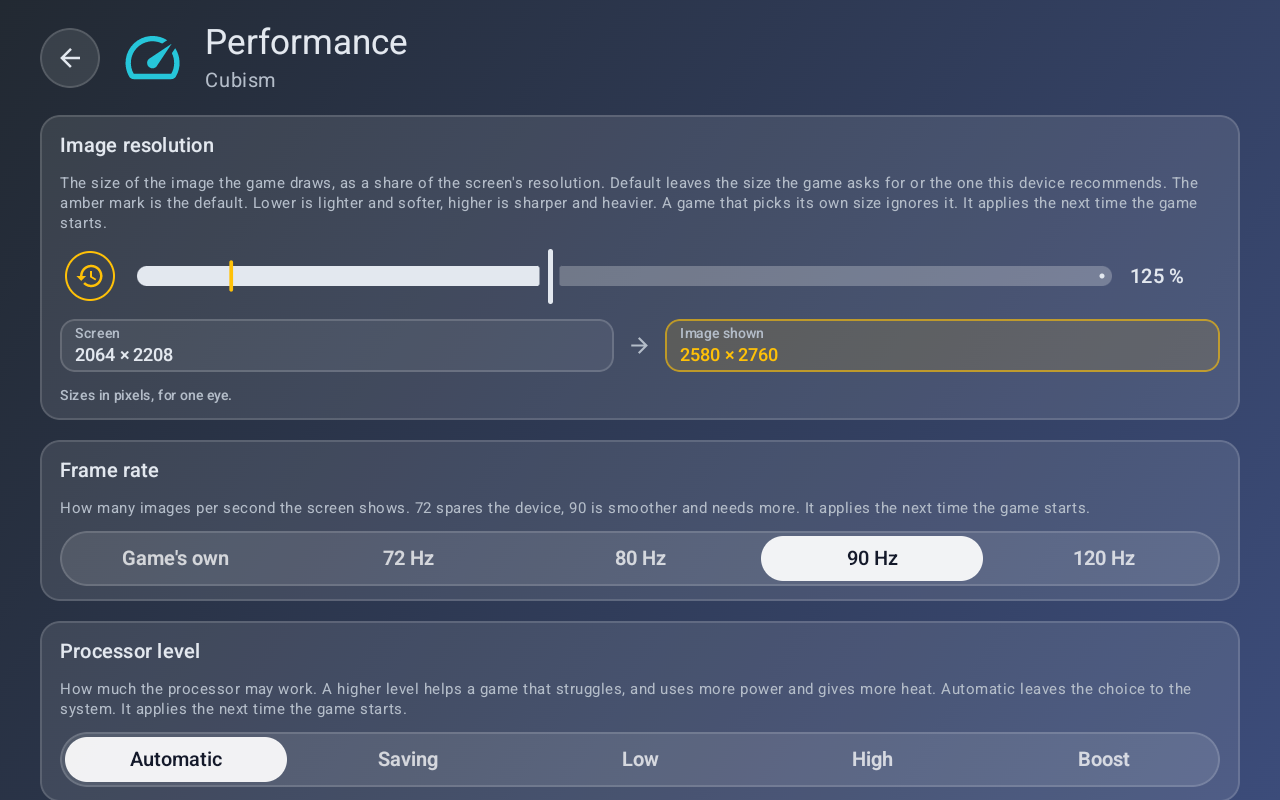 Performance
Cubism
Image resolution
The size of the image the game draws, as a share of the screen's resolution. Default leaves the size the game asks for or the one this device recommends. The
amber mark is the default. Lower is lighter and softer, higher is sharper and heavier. A game that picks its own size ignores it. It applies the next time the game
starts.
125 %
Screen
2064 × 2208
Image shown
2580 × 2760
Sizes in pixels, for one eye.
Frame rate
How many images per second the screen shows. 72 spares the device, 90 is smoother and needs more. It applies the next time the game starts.
Game's own
72 Hz
80 Hz
90 Hz
120 Hz
Processor level
How much the processor may work. A higher level helps a game that struggles, and uses more power and gives more heat. Automatic leaves the choice to the
system. It applies the next time the game starts.
Automatic
Saving
Low
High
Boost